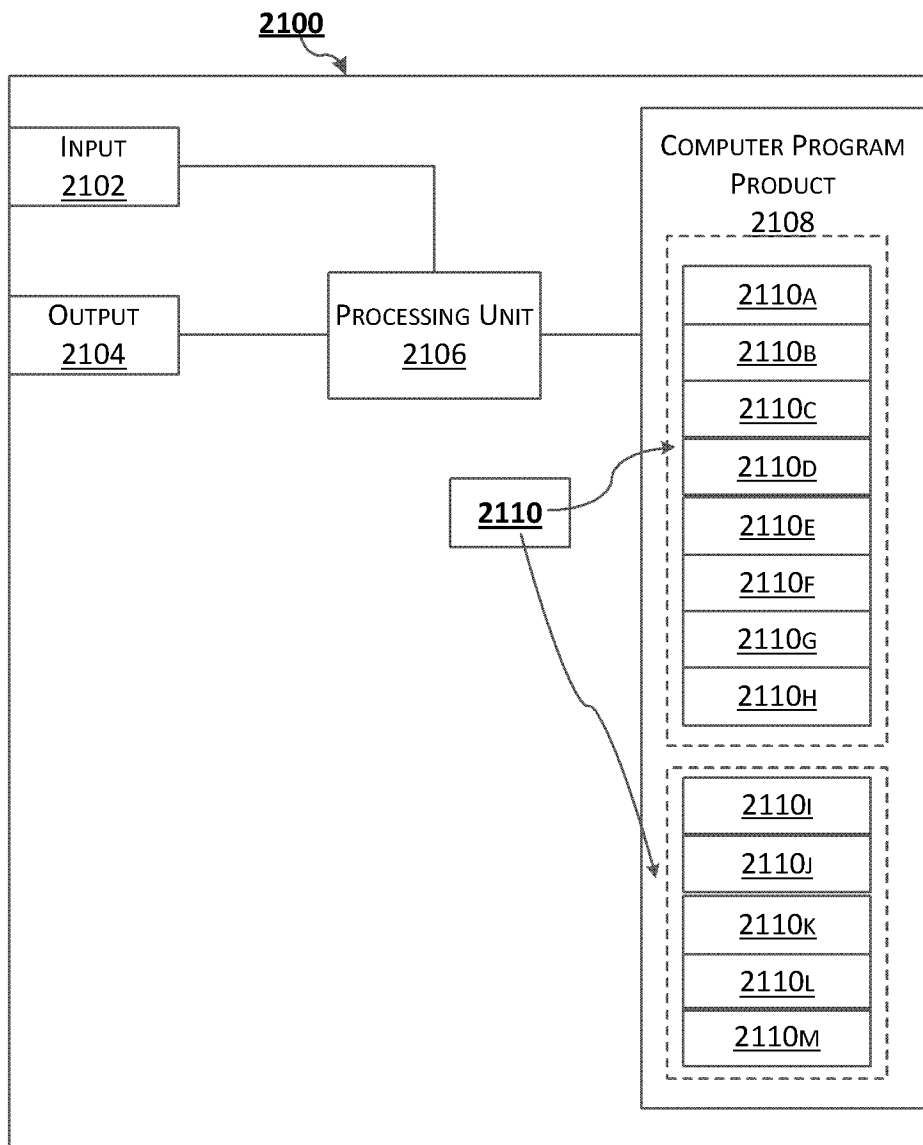 2100
INPUT
2102
OUTPUT
2104
PROCESSING UNIT
2106
COMPUTER PROGRAM
PRODUCT
2108
2110
2110A
2110B
2110C
2110D
2110E
2110F
2110G
2110H
2110I
2110J
2110K
2110L
2110M